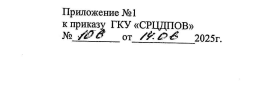 Приложение №1
к приказу ГКУ «СРЦДПОВ»
№ 108 от 14.06 2025г.